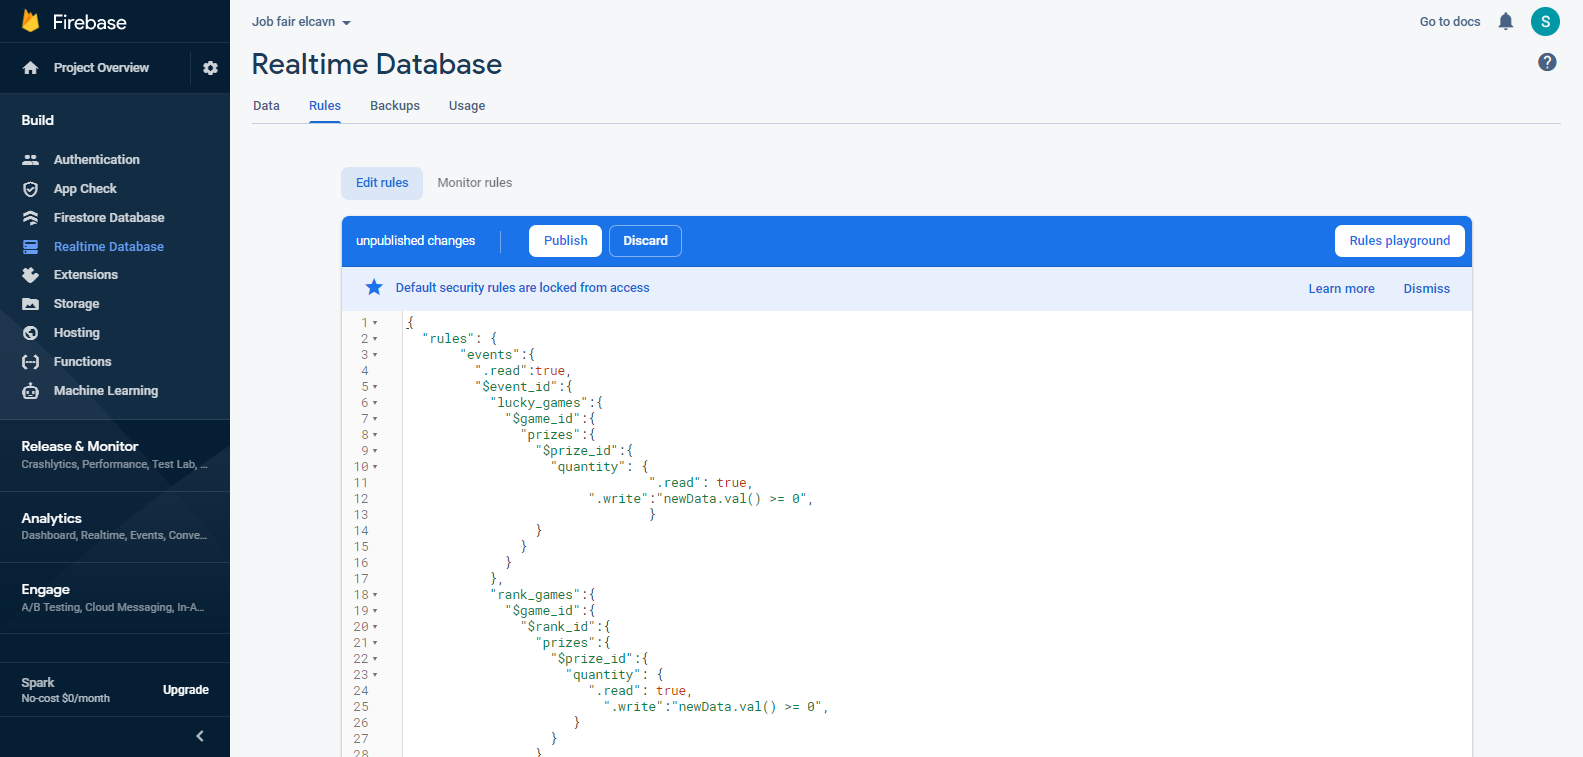 Firebase
Project Overview
Build
Authentication
App Check
Firestore Database
Realtime Database
Extensions
Storage
Hosting
Functions
Machine Learning
Release & Monitor
Crashlytics, Performance, Test Lab, ...
Analytics
Dashboard, Realtime, Events, Conve...
Engage
A/B Testing, Cloud Messaging, In-A...
Spark
No-cost $0/month
Upgrade
Job fair elcavn
Go to docs
S
Realtime Database
?
Data Rules Backups Usage
Edit rules Monitor rules
unpublished changes Publish Discard Rules playground
Default security rules are locked from access Learn more Dismiss
1 {
2 "rules": {
3 "events":{
4 ".read":true,
5 "$event_id":{
6 "lucky_games":{
7 "$game_id":{
8 "prizes":{
9 "$prize_id":{
10 "quantity": {
11 ".read": true,
12 ".write":"newData.val() >= 0",
13 }
14 }
15 }
16 }
17 },
18 "rank_games":{
19 "$game_id":{
20 "$rank_id":{
21 "prizes":{
22 "$prize_id":{
23 "quantity": {
24 ".read": true,
25 ".write":"newData.val() >= 0",
26 }
27 }
28 }